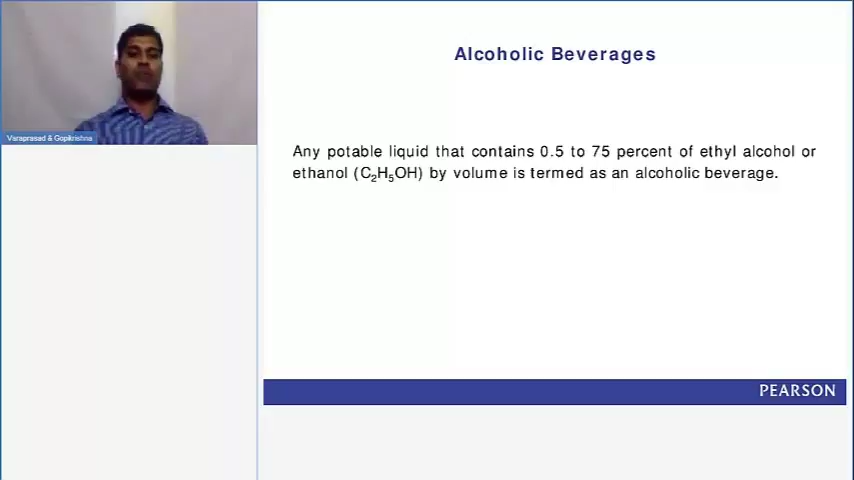 Alcoholic Beverages
Varaprasad & Gopikrishna
Any potable liquid that contains 0.5 to 75 percent of ethyl alcohol or
ethanol (C₂H₅OH) by volume is termed as an alcoholic beverage.
PEARSON